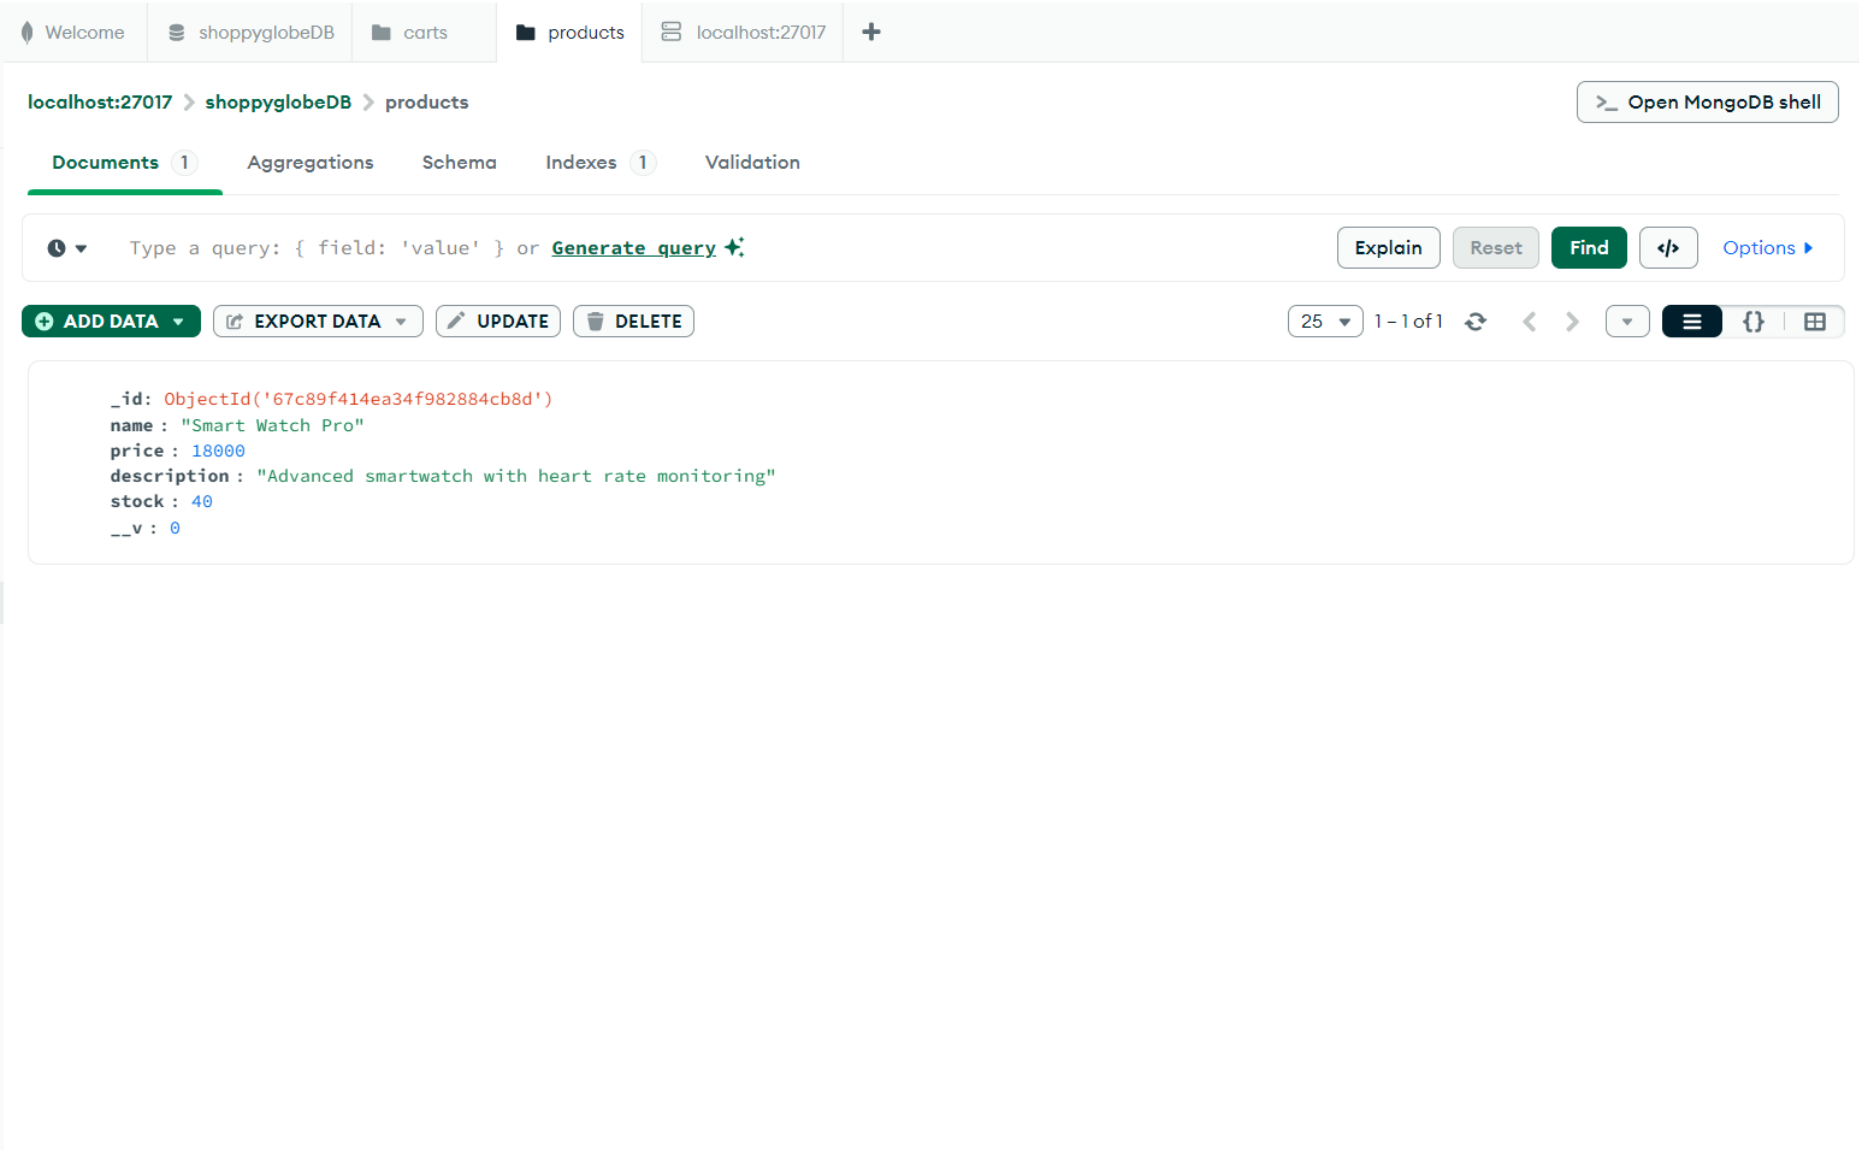 Welcome shoppyglobeDB carts products localhost:27017
localhost:27017 shoppyglobeDB products >_ Open MongoDB shell
Documents 1 Aggregations Schema Indexes 1 Validation
Type a query: { field: 'value' } or Generate query Explain Reset Find </> Options
ADD DATA EXPORT DATA UPDATE DELETE 25 1 – 1 of 1 {}
_id: ObjectId('67c89f414ea34f982884cb8d')
name : "Smart Watch Pro"
price : 18000
description : "Advanced smartwatch with heart rate monitoring"
stock : 40
__v : 0